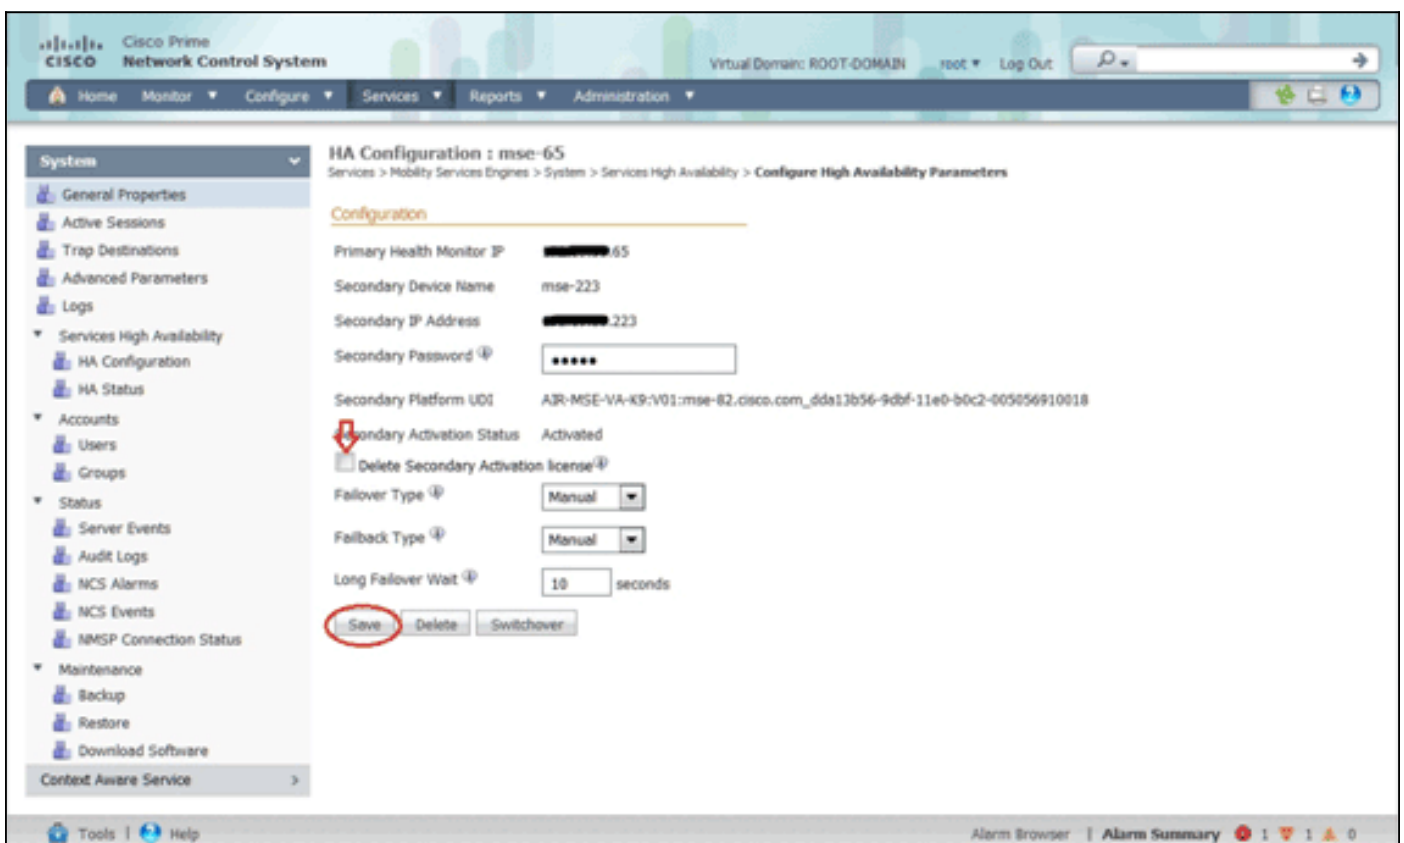 Cisco Prime
CISCO Network Control System
Virtual Domain: ROOT-DOMAIN root Log Out
Home Monitor Configure Services Reports Administration
System
General Properties
Active Sessions
Trap Destinations
Advanced Parameters
Logs
Services High Availability
HA Configuration
HA Status
Accounts
Users
Groups
Status
Server Events
Audit Logs
NCS Alarms
NCS Events
NMSP Connection Status
Maintenance
Backup
Restore
Download Software
Context Aware Service
HA Configuration : mse-65
Services > Mobility Services Engines > System > Services High Availability > Configure High Availability Parameters
Configuration
Primary Health Monitor IP .65
Secondary Device Name mse-223
Secondary IP Address .223
Secondary Password •••••
Secondary Platform UDI AIR-MSE-VA-K9:V01:mse-82.cisco.com_dda13b56-9dbf-11e0-b0c2-005056910018
Secondary Activation Status Activated
Delete Secondary Activation license
Failover Type Manual
Failback Type Manual
Long Failover Wait 10 seconds
Save Delete Switchover
Tools | Help
Alarm Browser | Alarm Summary 1 1 0